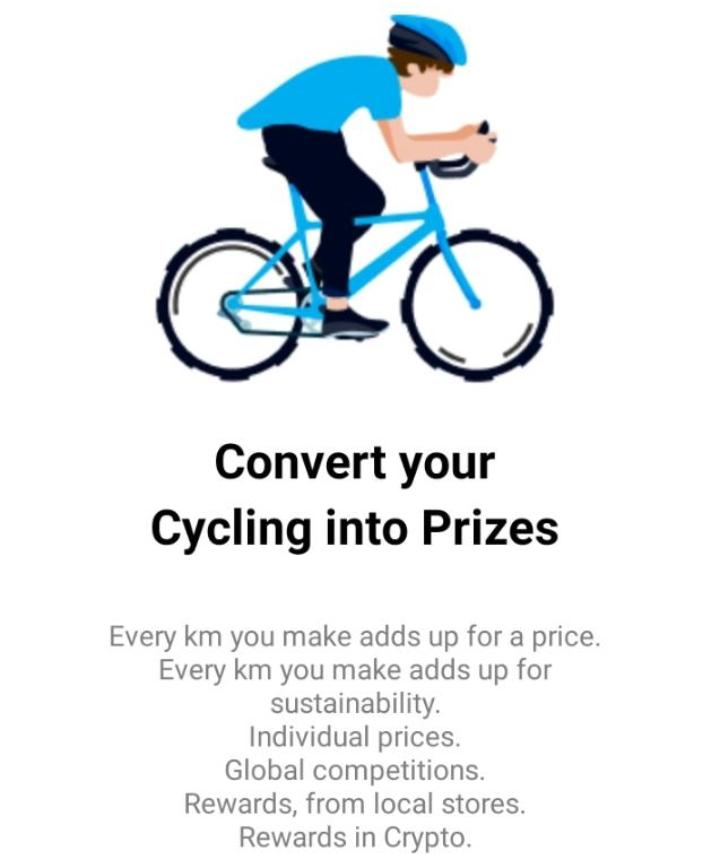 Convert your
Cycling into Prizes
Every km you make adds up for a price.
Every km you make adds up for
sustainability.
Individual prices.
Global competitions.
Rewards, from local stores.
Rewards in Crypto.